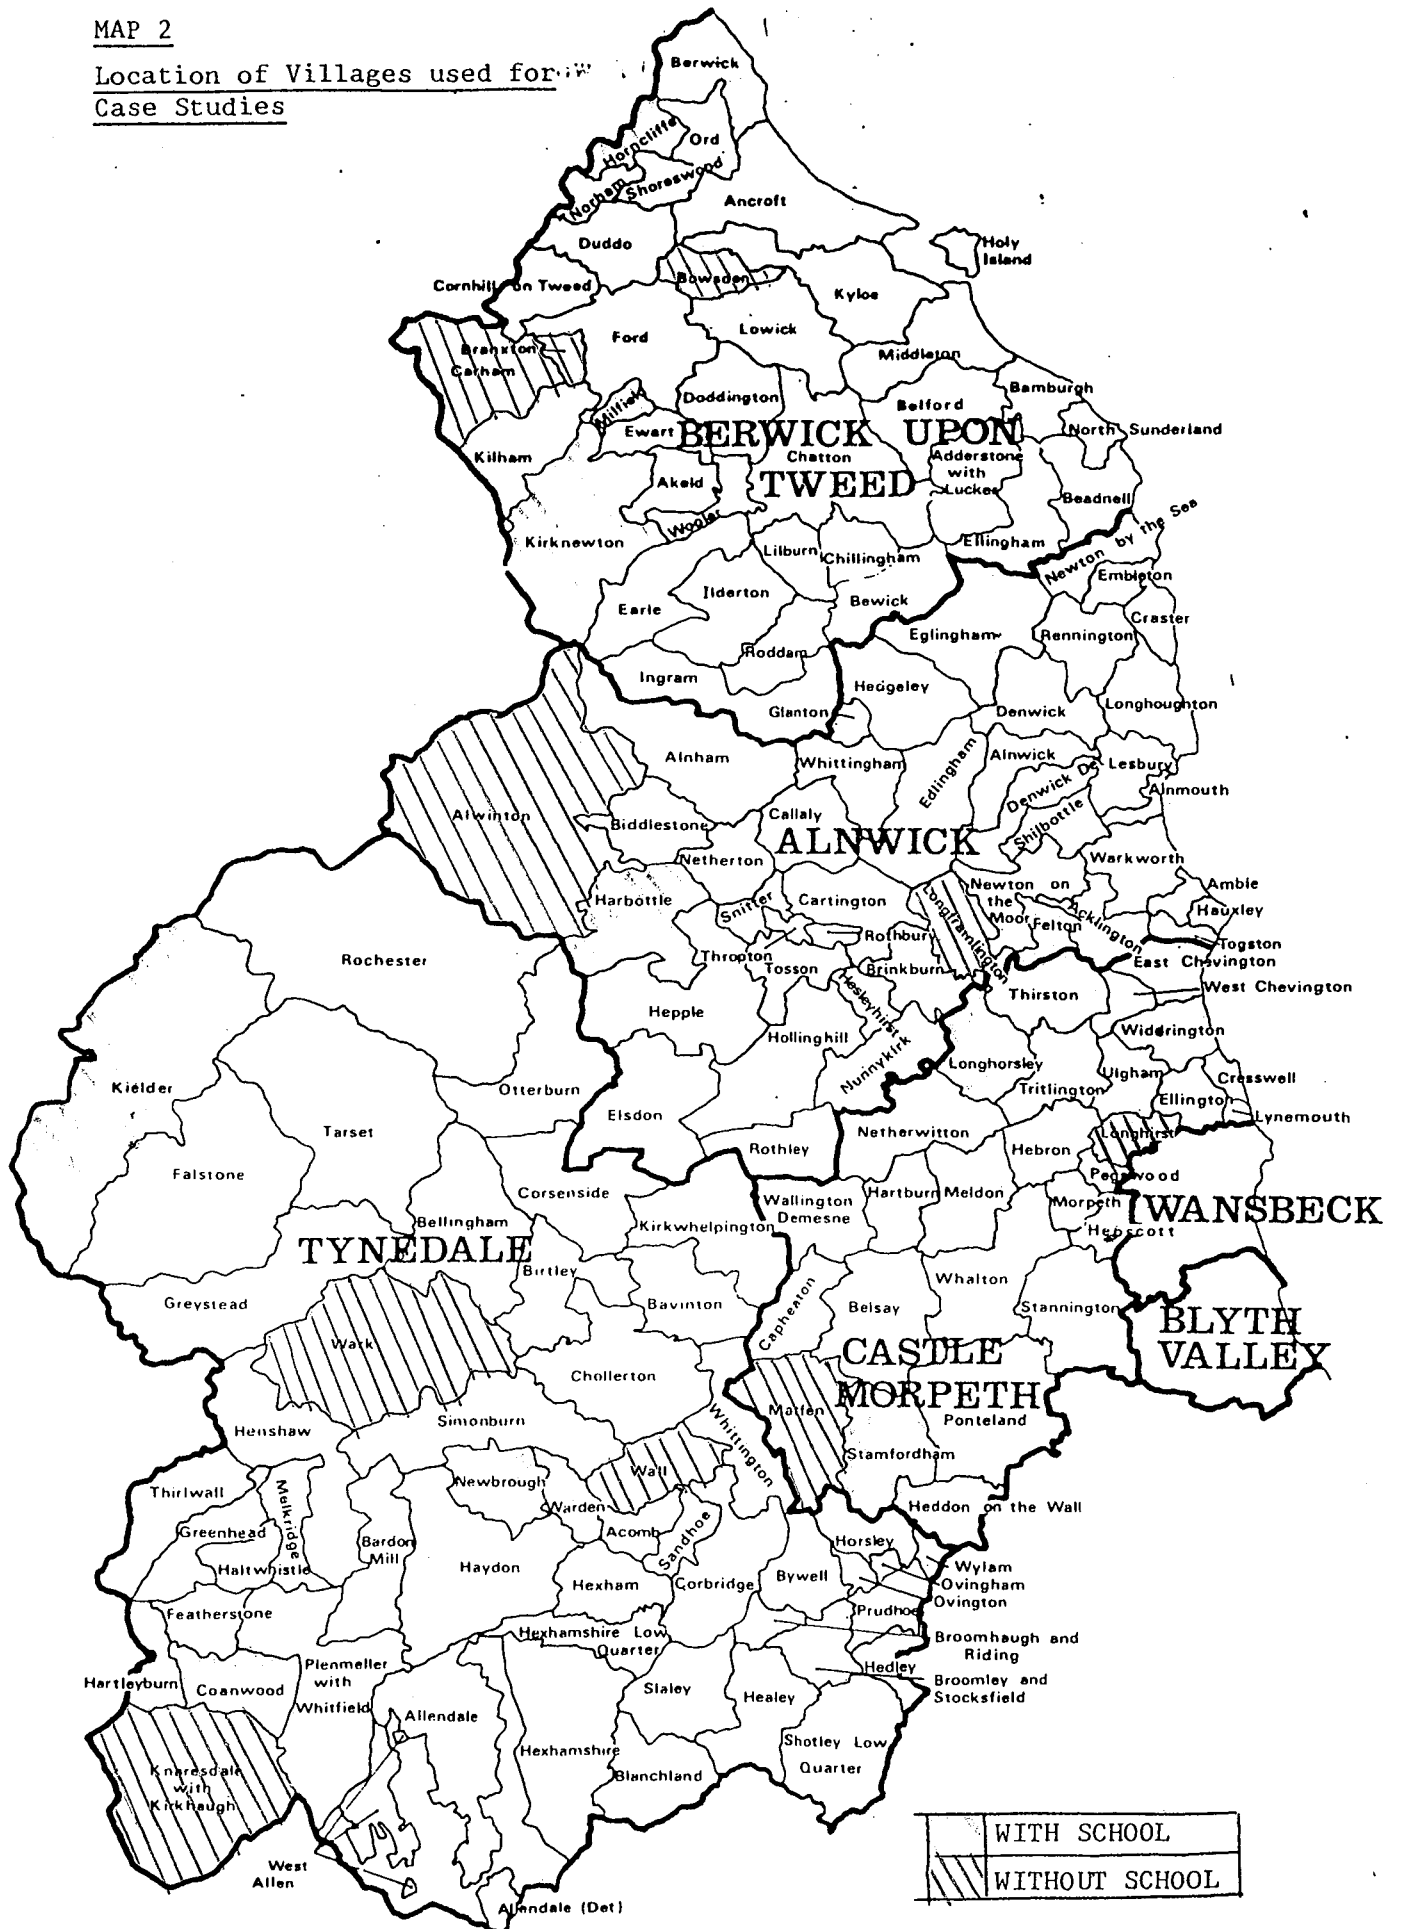 MAP 2
Location of Villages used for
Case Studies
Berwick
Horncliffe
Ord
Norham
Shoreswood
Ancroft
Duddo
Holy
Island
Bowsden
Cornhill on Tweed
Kyloe
Ford
Lowick
Branxton
Carham
Middleton
Bamburgh
Milfield
Doddington
Belford
Ewart
BERWICK UPON
TWEED
North Sunderland
Kilham
Chatton
Adderstone
with
Lucker
Akeld
Beadnell
Wooler
Kirknewton
Lilburn
Chillingham
Ellingham
Newton by the Sea
Embleton
Ilderton
Earle
Bewick
Craster
Eglingham
Rennington
Roddam
Ingram
Hedgeley
Glanton
Denwick
Longhoughton
Alnham
Whittingham
Edlingham
Alnwick
Denwick De
Lesbury
Alnmouth
Alwinton
Biddlestone
Callaly
ALNWICK
Shilbottle
Netherton
Warkworth
Harbottle
Snitter
Cartington
Longframlington
Newton on
the
Moor
Felton
Acklington
Amble
Hauxley
Togston
Rothbury
Thropton
Tosson
Brinkburn
East Chevington
Rochester
West Chevington
Thirston
Hepple
Hesleyhirst
Hollinghill
Nunnykirk
Widdrington
Longhorsley
Tritlington
Ulgham
Cresswell
Ellington
Lynemouth
Kielder
Otterburn
Elsdon
Tarset
Rothley
Netherwitton
Hebron
Longhirst
Falstone
Pegswood
Corsenside
Wallington
Demesne
Hartburn
Meldon
Morpeth
WANSBECK
Hepscott
Bellingham
Kirkwhelpington
TYNEDALE
Birtley
Whalton
Greystead
Bavinton
Capheaton
Belsay
Stannington
BLYTH
VALLEY
Wark
CASTLE
MORPETH
Chollerton
Matfen
Ponteland
Henshaw
Simonburn
Whittington
Stamfordham
Wall
Thirlwall
Melkridge
Newbrough
Warden
Heddon on the Wall
Greenhead
Acomb
Sandhoe
Horsley
Bardon
Mill
Haltwhistle
Haydon
Hexham
Corbridge
Bywell
Wylam
Ovingham
Ovington
Featherstone
Prudhoe
Hexhamshire Low
Quarter
Broomhaugh and
Riding
Plenmeller
with
Whitfield
Hedley
Broomley and
Stocksfield
Hartleyburn
Coanwood
Slaley
Healey
Allendale
Shotley Low
Quarter
Hexhamshire
Blanchland
Knaresdale
with
Kirkhaugh
West
Allen
Allendale (Det)
WITH SCHOOL
WITHOUT SCHOOL